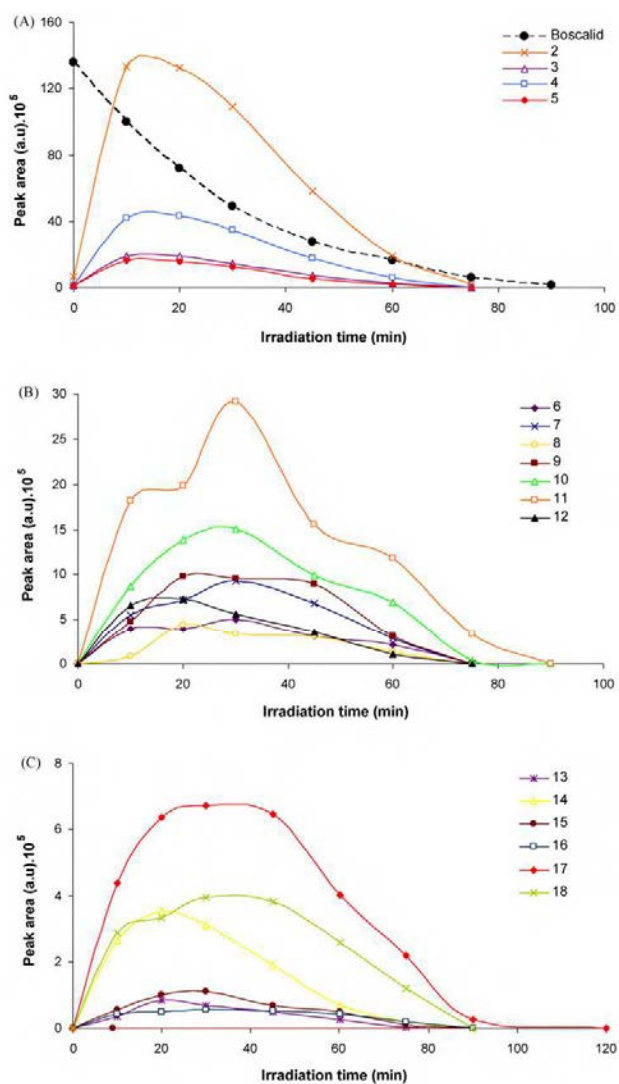 (A)
160
120
80
40
0
Peak area (a.u).10⁵
0 20 40 60 80 100
Irradiation time (min)
Boscalid
2
3
4
5
(B)
30
25
20
15
10
5
0
Peak area (a.u).10⁵
0 20 40 60 80 100
Irradiation time (min)
6
7
8
9
10
11
12
(C)
8
6
4
2
0
Peak area (a.u).10⁵
0 20 40 60 80 100 120
Irradiation time (min)
13
14
15
16
17
18